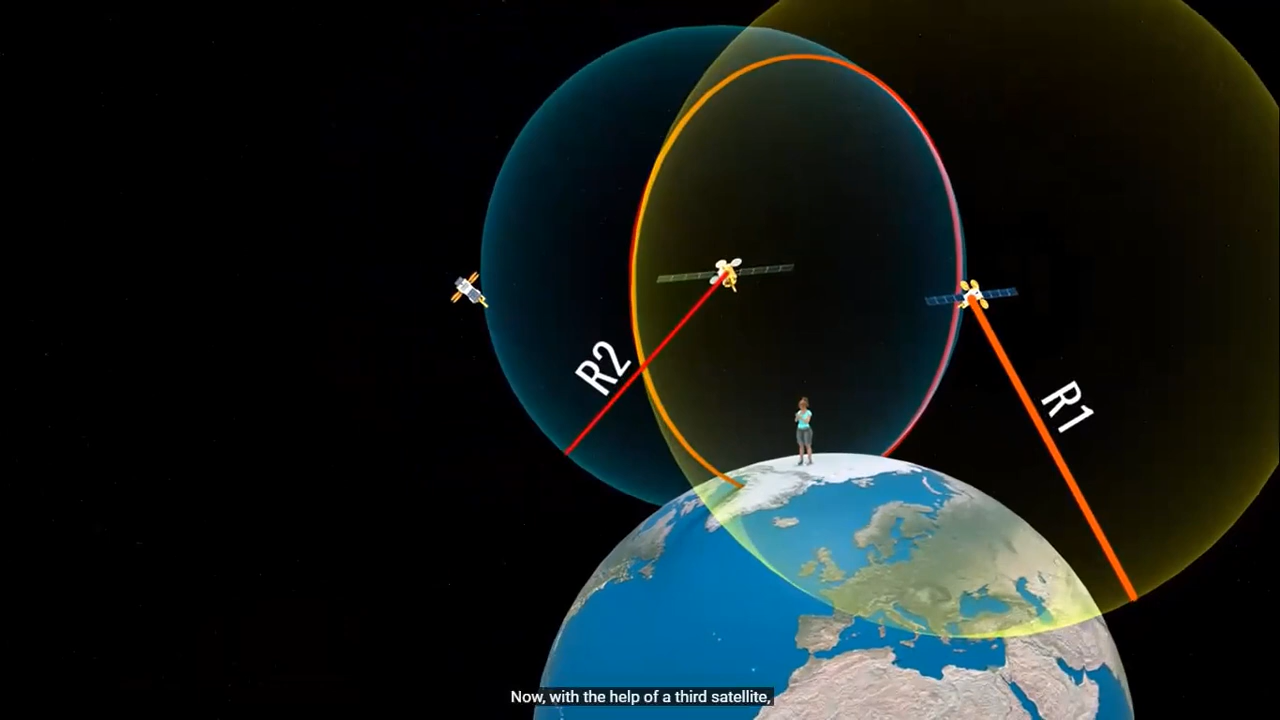 R2
R1
Now, with the help of a third satellite,